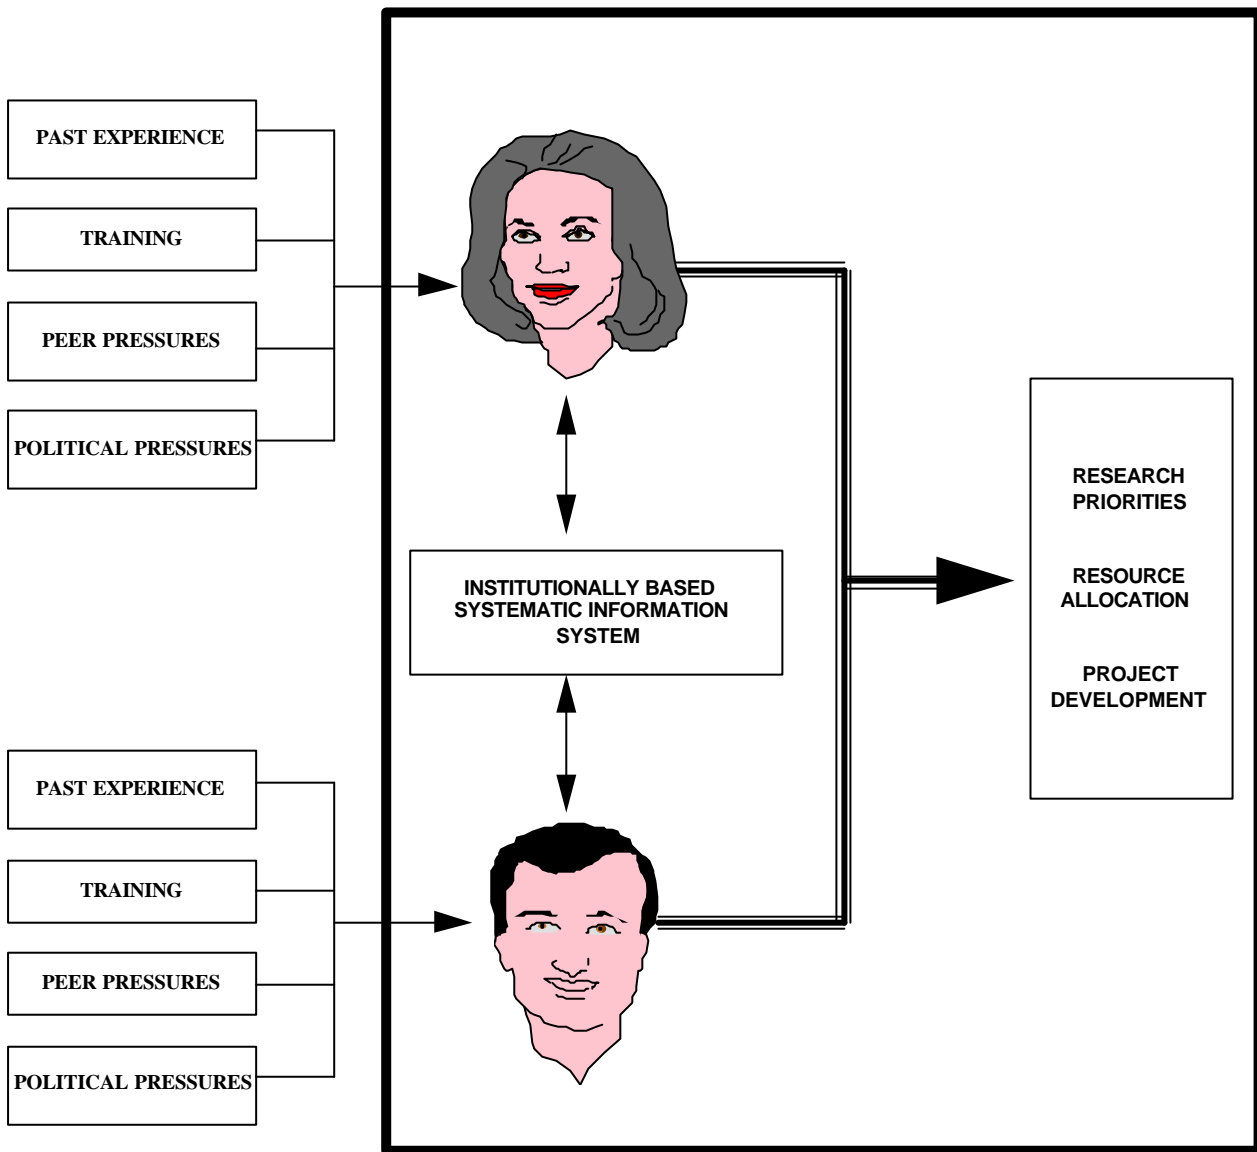 PAST EXPERIENCE
TRAINING
PEER PRESSURES
POLITICAL PRESSURES
INSTITUTIONALLY BASED
SYSTEMATIC INFORMATION
SYSTEM
RESEARCH
PRIORITIES
RESOURCE
ALLOCATION
PROJECT
DEVELOPMENT
PAST EXPERIENCE
TRAINING
PEER PRESSURES
POLITICAL PRESSURES